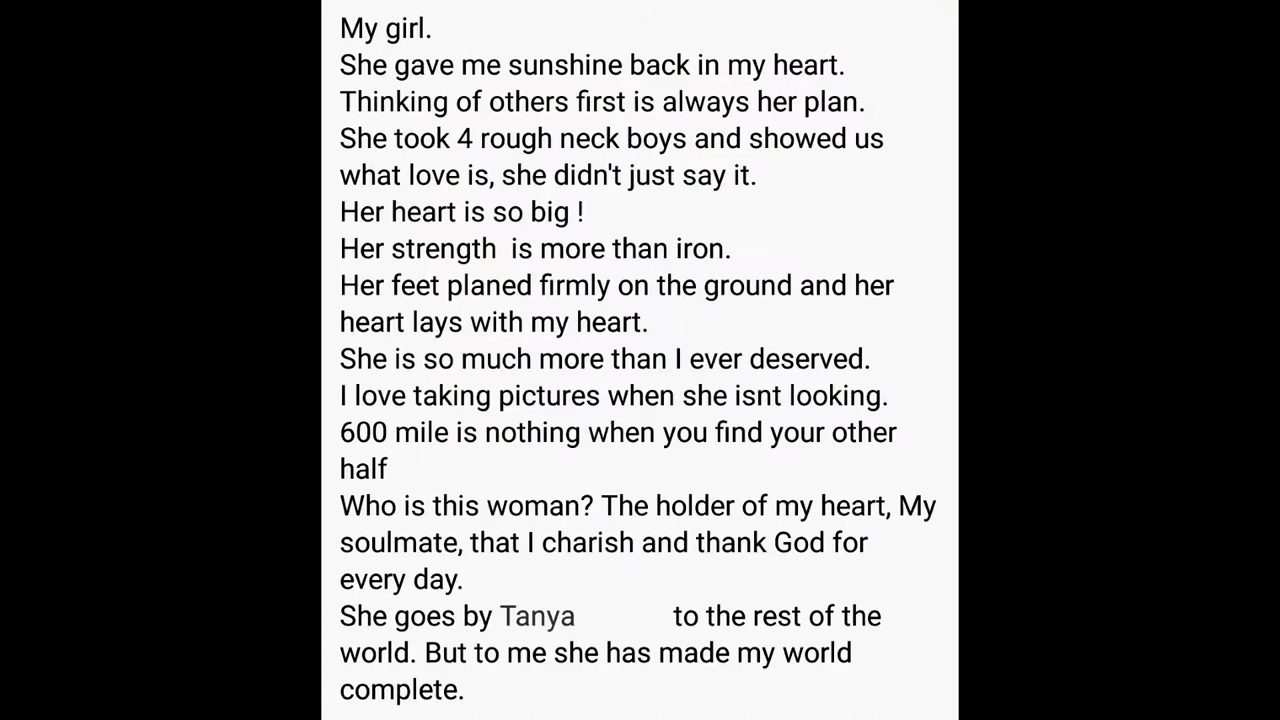 My girl.
She gave me sunshine back in my heart.
Thinking of others first is always her plan.
She took 4 rough neck boys and showed us
what love is, she didn't just say it.
Her heart is so big !
Her strength  is more than iron.
Her feet planed firmly on the ground and her
heart lays with my heart.
She is so much more than I ever deserved.
I love taking pictures when she isnt looking.
600 mile is nothing when you find your other
half
Who is this woman? The holder of my heart, My
soulmate, that I charish and thank God for
every day.
She goes by Tanya to the rest of the
world. But to me she has made my world
complete.